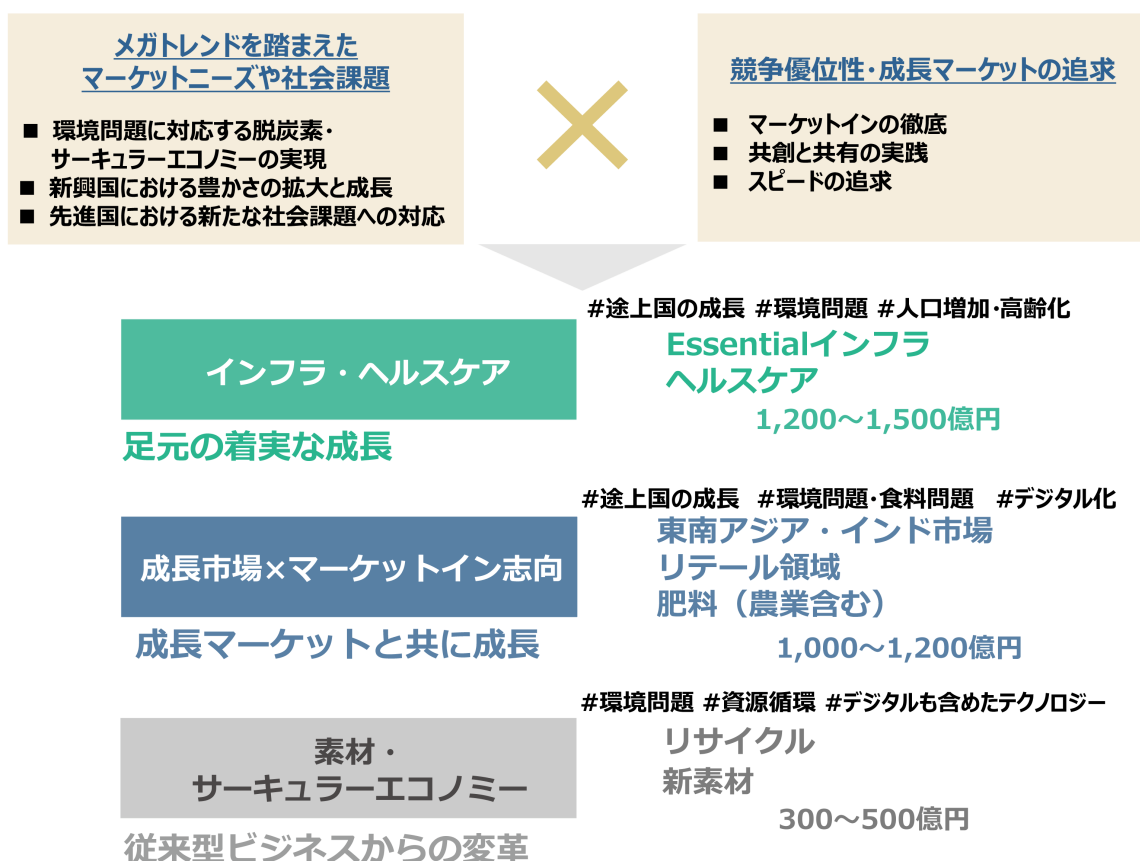 メガトレンドを踏まえた
マーケットニーズや社会課題
■ 環境問題に対応する脱炭素・
サーキュラーエコノミーの実現
■ 新興国における豊かさの拡大と成長
■ 先進国における新たな社会課題への対応
×
競争優位性・成長マーケットの追求
■ マーケットインの徹底
■ 共創と共有の実践
■ スピードの追求
#途上国の成長 #環境問題 #人口増加・高齢化
インフラ・ヘルスケア
Essentialインフラ
ヘルスケア
1,200～1,500億円
足元の着実な成長
#途上国の成長 #環境問題・食料問題 #デジタル化
成長市場×マーケットイン志向
東南アジア・インド市場
リテール領域
肥料（農業含む）
1,000～1,200億円
成長マーケットと共に成長
#環境問題 #資源循環 #デジタルも含めたテクノロジー
素材・
サーキュラーエコノミー
リサイクル
新素材
300～500億円
従来型ビジネスからの変革